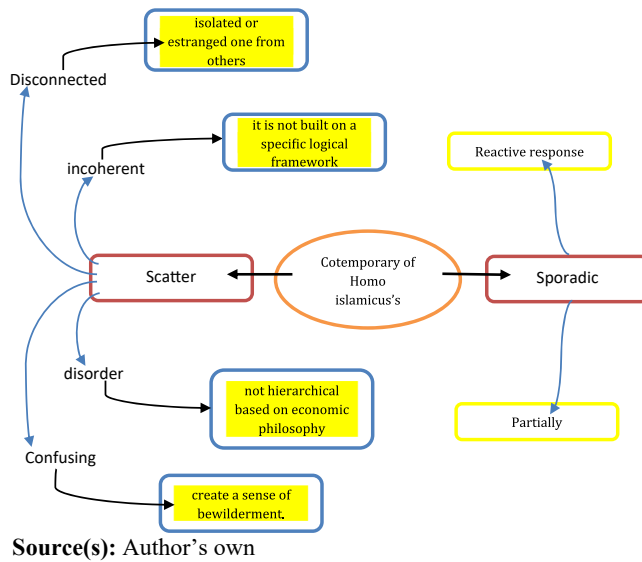 isolated or
estranged one from
others
Disconnected
it is not built on a
specific logical
framework
incoherent
Reactive response
Scatter
Cotemporary of
Homo
islamicus's
Sporadic
disorder
not hierarchical
based on economic
philosophy
Partially
Confusing
create a sense of
bewilderment.
Source(s): Author's own